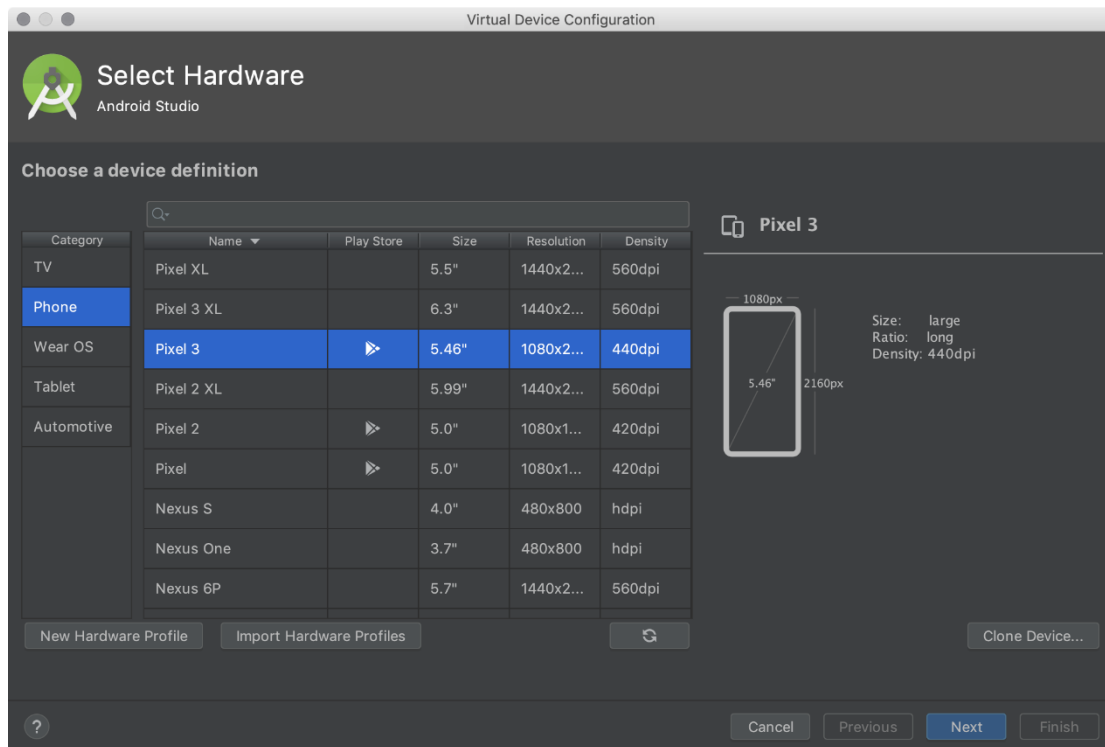 Virtual Device Configuration
Select Hardware
Android Studio
Choose a device definition
Category
TV
Phone
Wear OS
Tablet
Automotive
Name Play Store Size Resolution Density
Pixel XL 5.5" 1440x2... 560dpi
Pixel 3 XL 6.3" 1440x2... 560dpi
Pixel 3 5.46" 1080x2... 440dpi
Pixel 2 XL 5.99" 1440x2... 560dpi
Pixel 2 5.0" 1080x1... 420dpi
Pixel 5.0" 1080x1... 420dpi
Nexus S 4.0" 480x800 hdpi
Nexus One 3.7" 480x800 hdpi
Nexus 6P 5.7" 1440x2... 560dpi
Pixel 3
1080px
5.46" 2160px
Size: large
Ratio: long
Density: 440dpi
New Hardware Profile Import Hardware Profiles Clone Device...
? Cancel Previous Next Finish